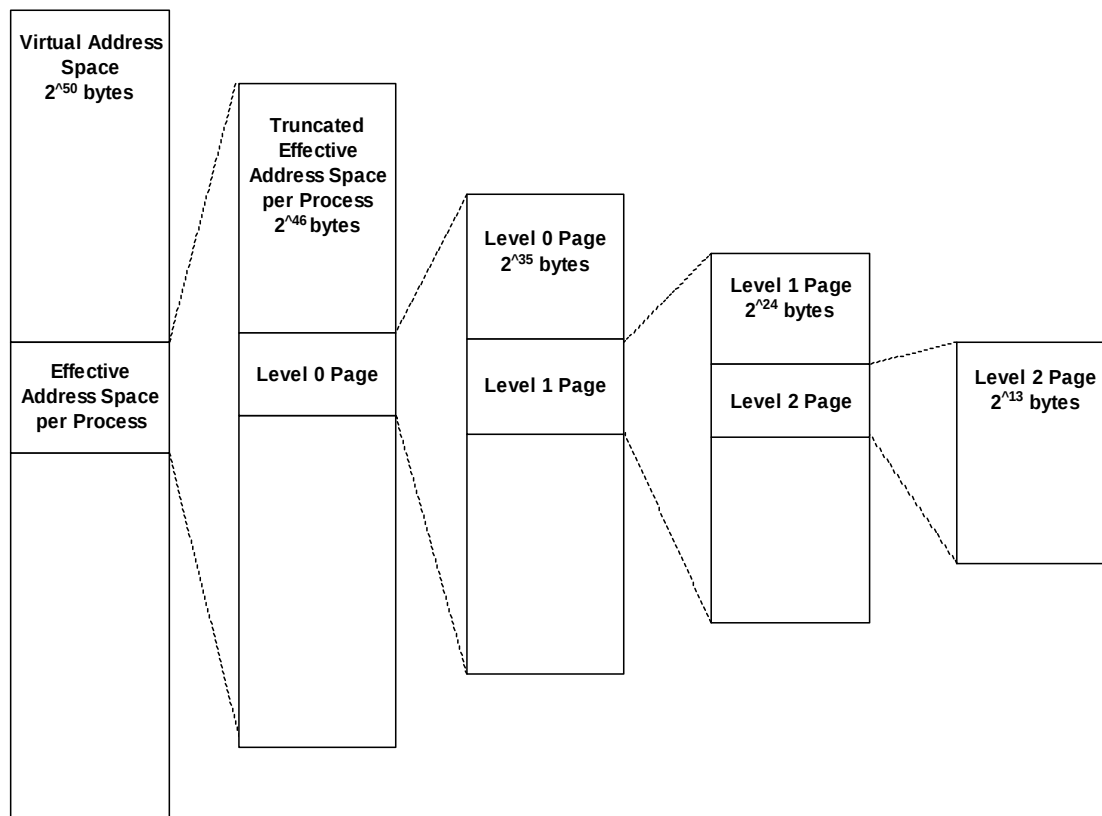 Virtual Address
Space
2^50 bytes
Effective
Address Space
per Process
Truncated
Effective
Address Space
per Process
2^46 bytes
Level 0 Page
Level 0 Page
2^35 bytes
Level 1 Page
Level 1 Page
2^24 bytes
Level 2 Page
Level 2 Page
2^13 bytes